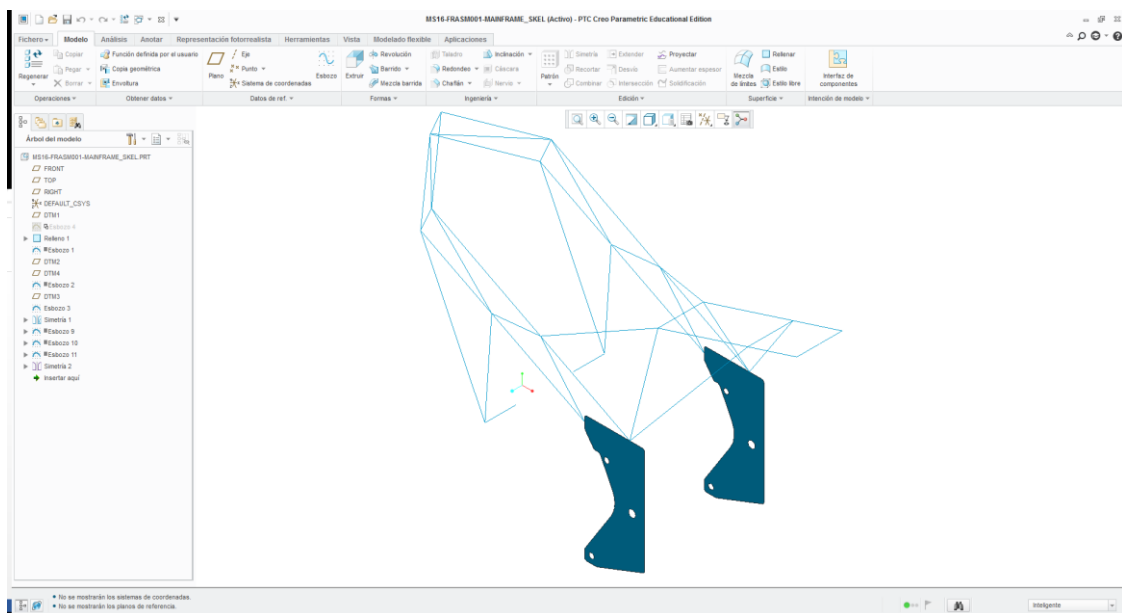 MS16-FRASM001-MAINFRAME_SKEL (Activo) - PTC Creo Parametric Educational Edition
Fichero Modelo Análisis Anotar Representación fotorrealista Herramientas Vista Modelado flexible Aplicaciones
Copiar Función definida por el usuario Eje Revolución Taladro Inclinación Simetría Extender Proyectar Rellenar
Regenerar Pegar Copia geométrica Plano Punto Esbozo Extruir Barrido Redondeo Cáscara Patrón Recortar Desvía Aumentar espesor Mezcla de límites Estilo Interfaz de componentes
Borrar Envoltura Sistema de coordenadas Mezcla barrida Chaflán Nervio Combinar Intersección Solidificación Estilo libre
Operaciones Obtener datos Datos de ref. Formas Ingeniería Edición Superficie Intención de modelo
Árbol del modelo
MS16-FRASM001-MAINFRAME_SKEL.PRT
FRONT
TOP
RIGHT
DEFAULT_CSYS
DTM1
Esbozo 4
Relleno 1
Esbozo 1
DTM2
DTM4
Esbozo 2
DTM3
Esbozo 3
Simetría 1
Esbozo 9
Esbozo 10
Esbozo 11
Simetría 2
Insertar aquí
No se mostrarán los sistemas de coordenadas.
No se mostrarán los planos de referencia.
Inteligente